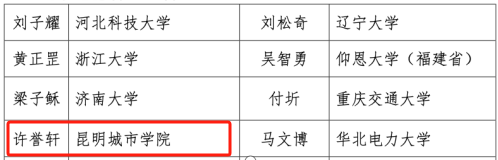 刘子耀 河北科技大学 刘松奇 辽宁大学
黄正罡 浙江大学 吴智勇 仰恩大学（福建省）
梁子稣 济南大学 付圻 重庆交通大学
许誉轩 昆明城市学院 马文博 华北电力大学